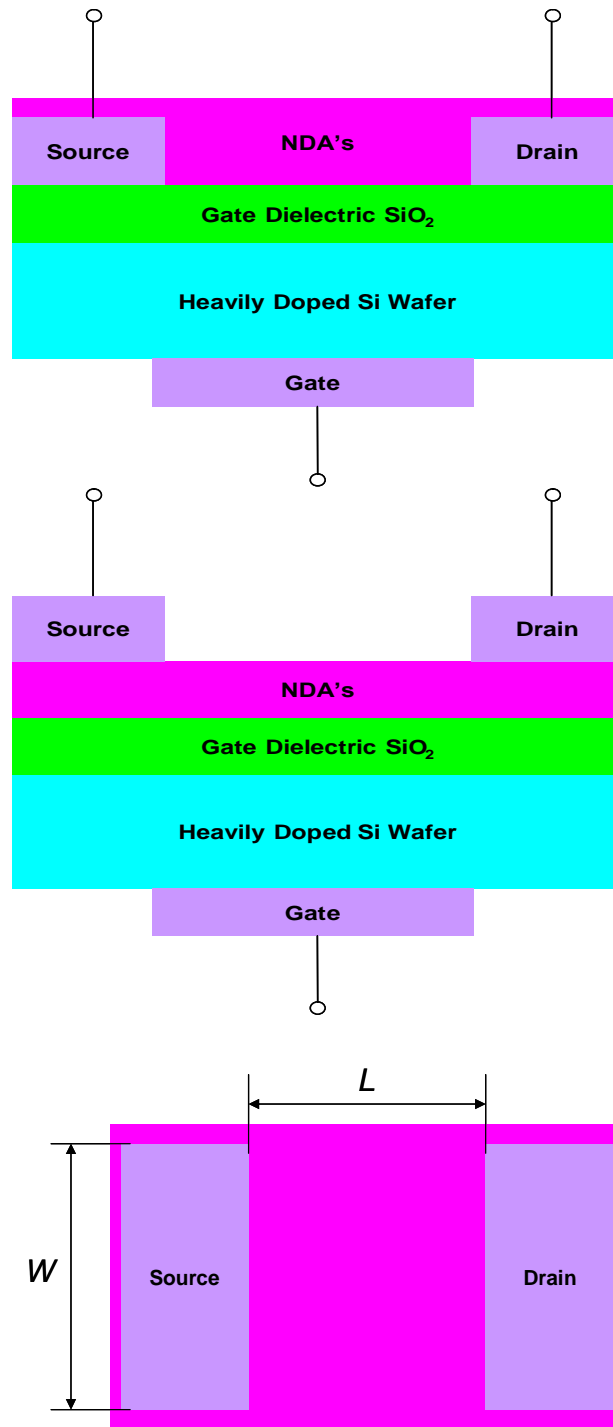 Source NDA's Drain
Gate Dielectric SiO₂
Heavily Doped Si Wafer
Gate
Source Drain
NDA's
Gate Dielectric SiO₂
Heavily Doped Si Wafer
Gate
L
W
Source Drain